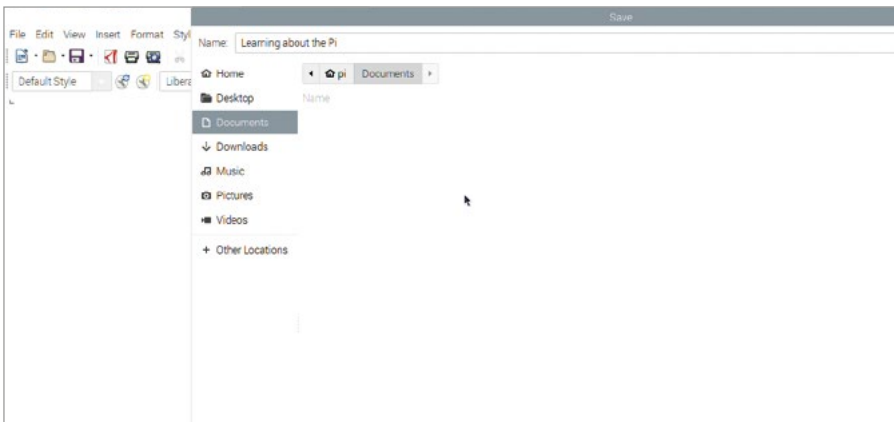 Save
File Edit View Insert Format Styl
Name: Learning about the Pi
Default Style Libera
Home
pi Documents
Desktop
Name
Documents
Downloads
Music
Pictures
Videos
+ Other Locations